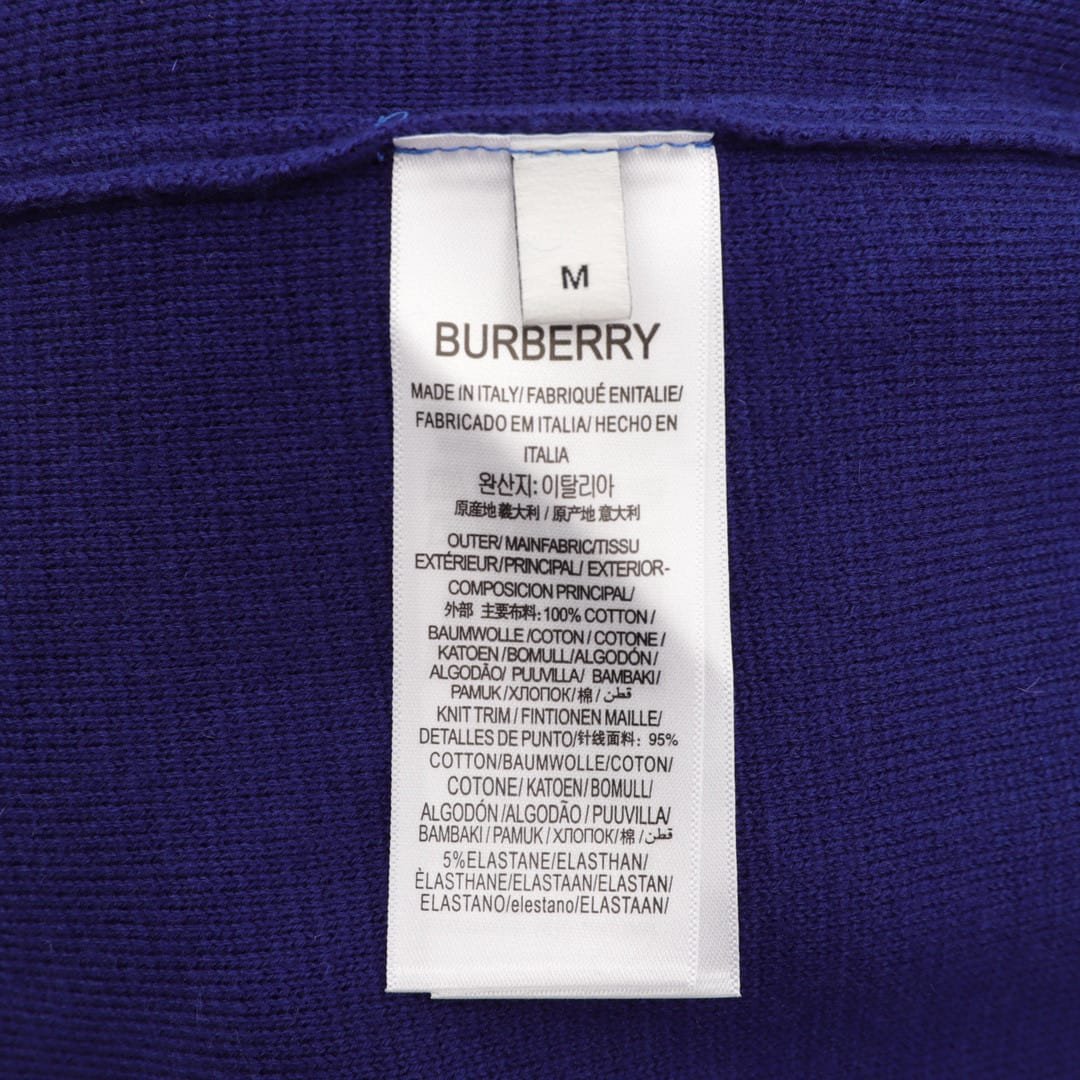 M
BURBERRY
MADE IN ITALY/ FABRIQUÉ ENITALIE/
FABRICADO EM ITALIA/ HECHO EN
ITALIA
완산지: 이탈리아
原産地義大利 / 原产地 意大利
OUTER/ MAINFABRIC/TISSU
EXTÉRIEUR/PRINCIPAL/ EXTERIOR-
COMPOSICION PRINCIPAL/
外部 主要布料: 100% COTTON /
BAUMWOLLE /COTON / COTONE /
KATOEN / BOMULL/ALGODÓN/
ALGODÃO/ PUUVILLA/ BAMBAKI/
PAMUK /ХЛОПОК/棉 / قطن /
KNIT TRIM / FINTIONEN MAILLE/
DETALLES DE PUNTO/针线面料: 95%
COTTON/BAUMWOLLE/COTON/
COTONE/ KATOEN/ BOMULL/
ALGODÓN /ALGODÃO / PUUVILLA/
BAMBAKI / PAMUK / ХЛОПОК/棉 / قطن /
5%ELASTANE/ELASTHAN/
ÈLASTHANE/ELASTAAN/ELASTAN/
ELASTANO/elestano/ELASTAAN/